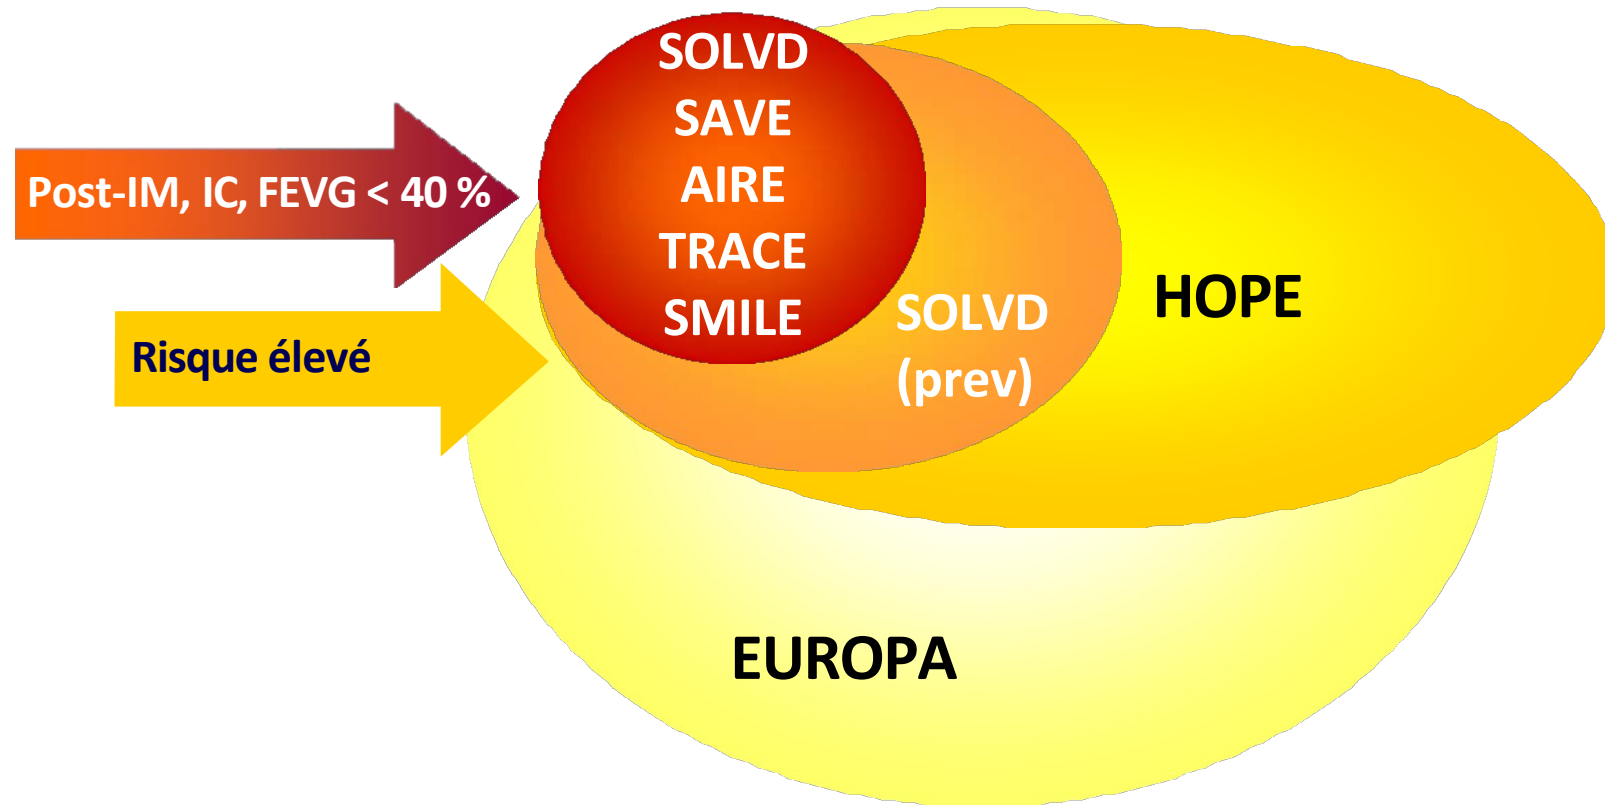 SOLVD
SAVE
AIRE
TRACE
SMILE
Post-IM, IC, FEVG < 40 %
Risque élevé
SOLVD
(prev)
HOPE
EUROPA